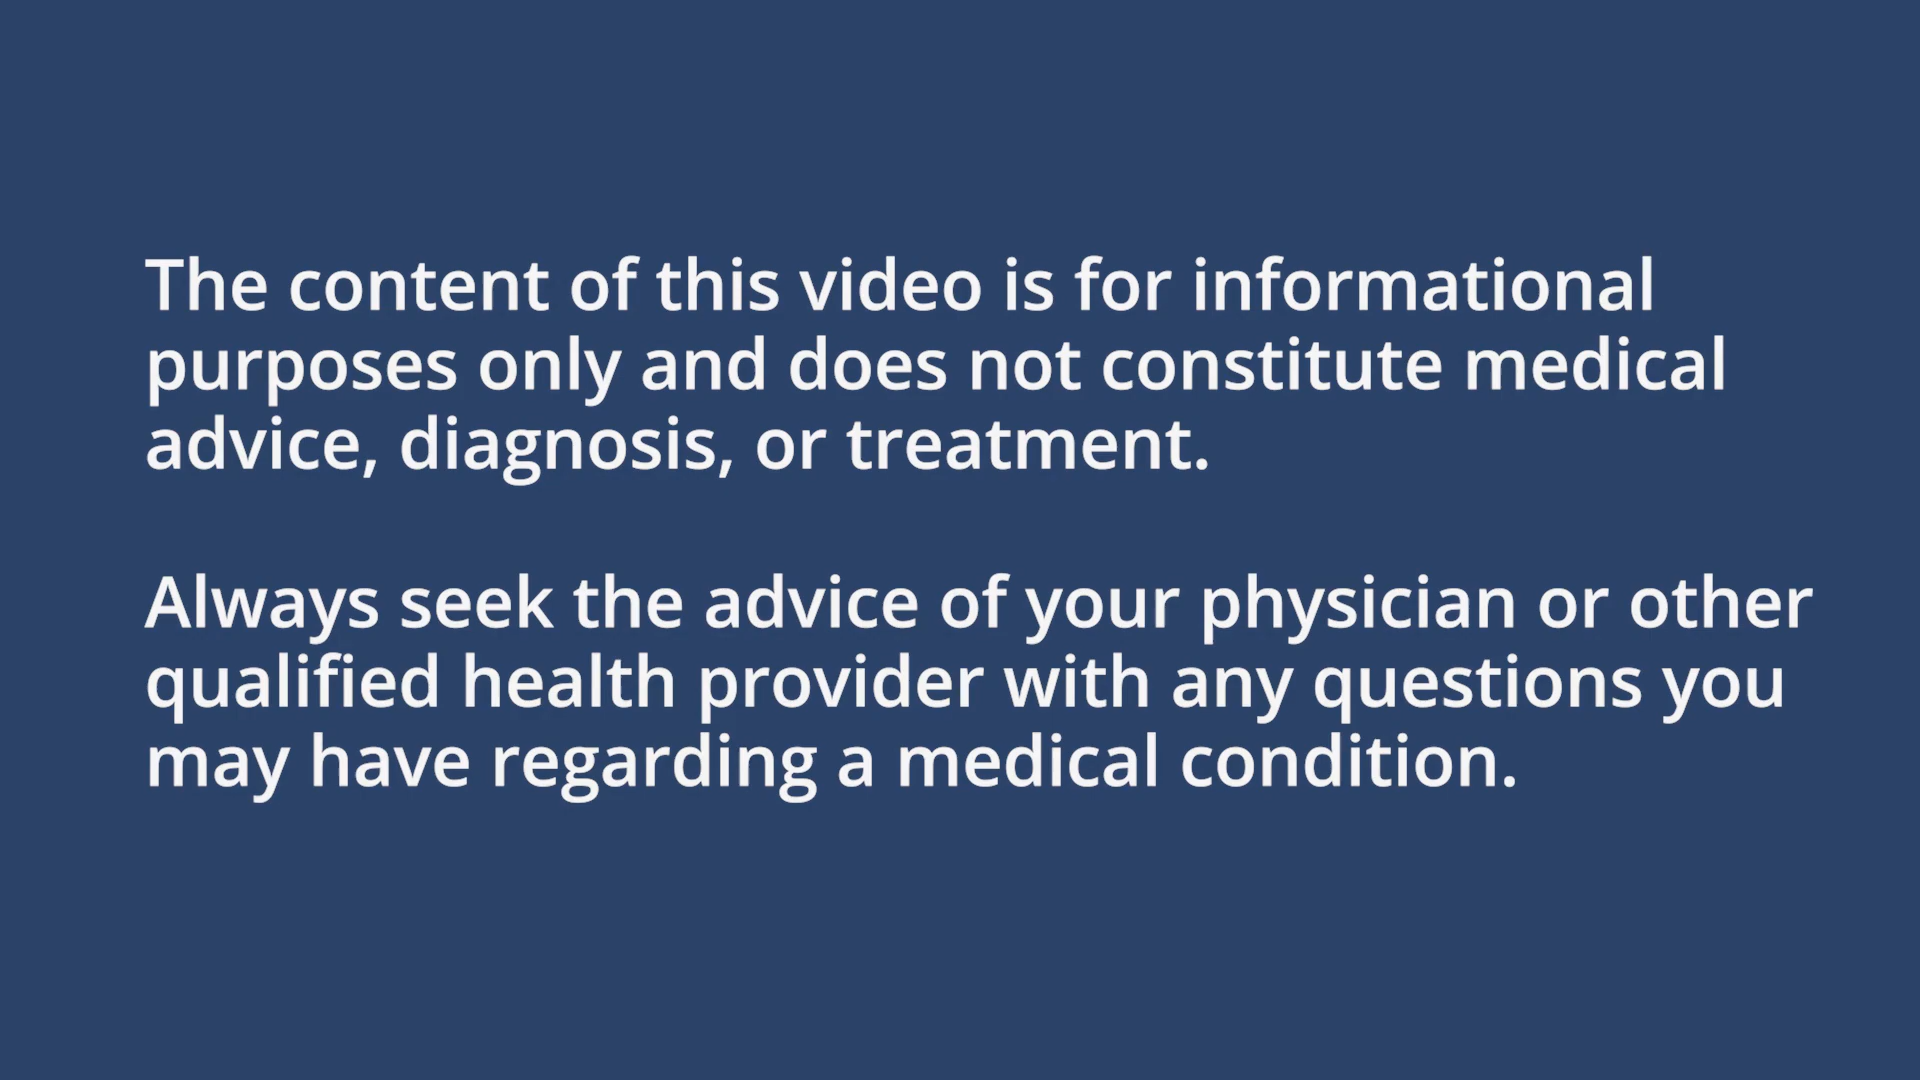 The content of this video is for informational
purposes only and does not constitute medical
advice, diagnosis, or treatment.
Always seek the advice of your physician or other
qualified health provider with any questions you
may have regarding a medical condition.